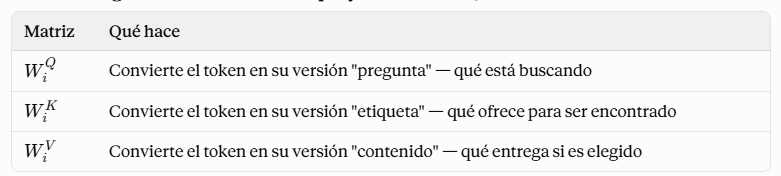 Matriz Qué hace
W_i^Q Convierte el token en su versión "pregunta" — qué está buscando
W_i^K Convierte el token en su versión "etiqueta" — qué ofrece para ser encontrado
W_i^V Convierte el token en su versión "contenido" — qué entrega si es elegido